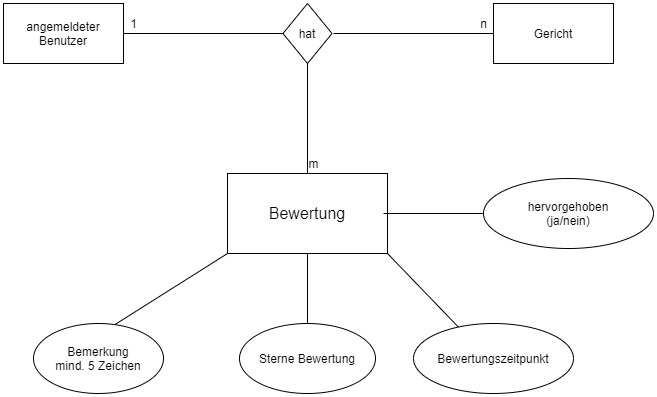 angemeldeter
Benutzer
1
hat
n
Gericht
m
Bewertung
hervorgehoben
(ja/nein)
Bemerkung
mind. 5 Zeichen
Sterne Bewertung
Bewertungszeitpunkt